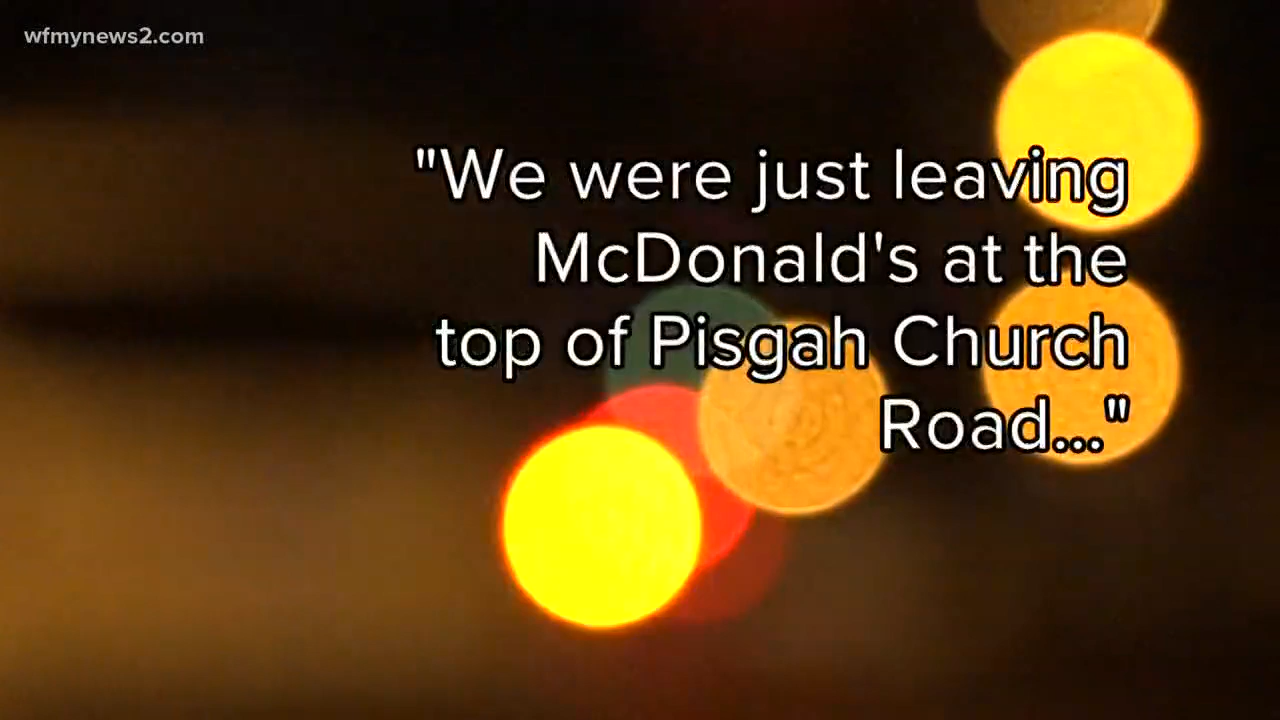 wfmynews2.com
"We were just leaving
McDonald's at the
top of Pisgah Church
Road..."